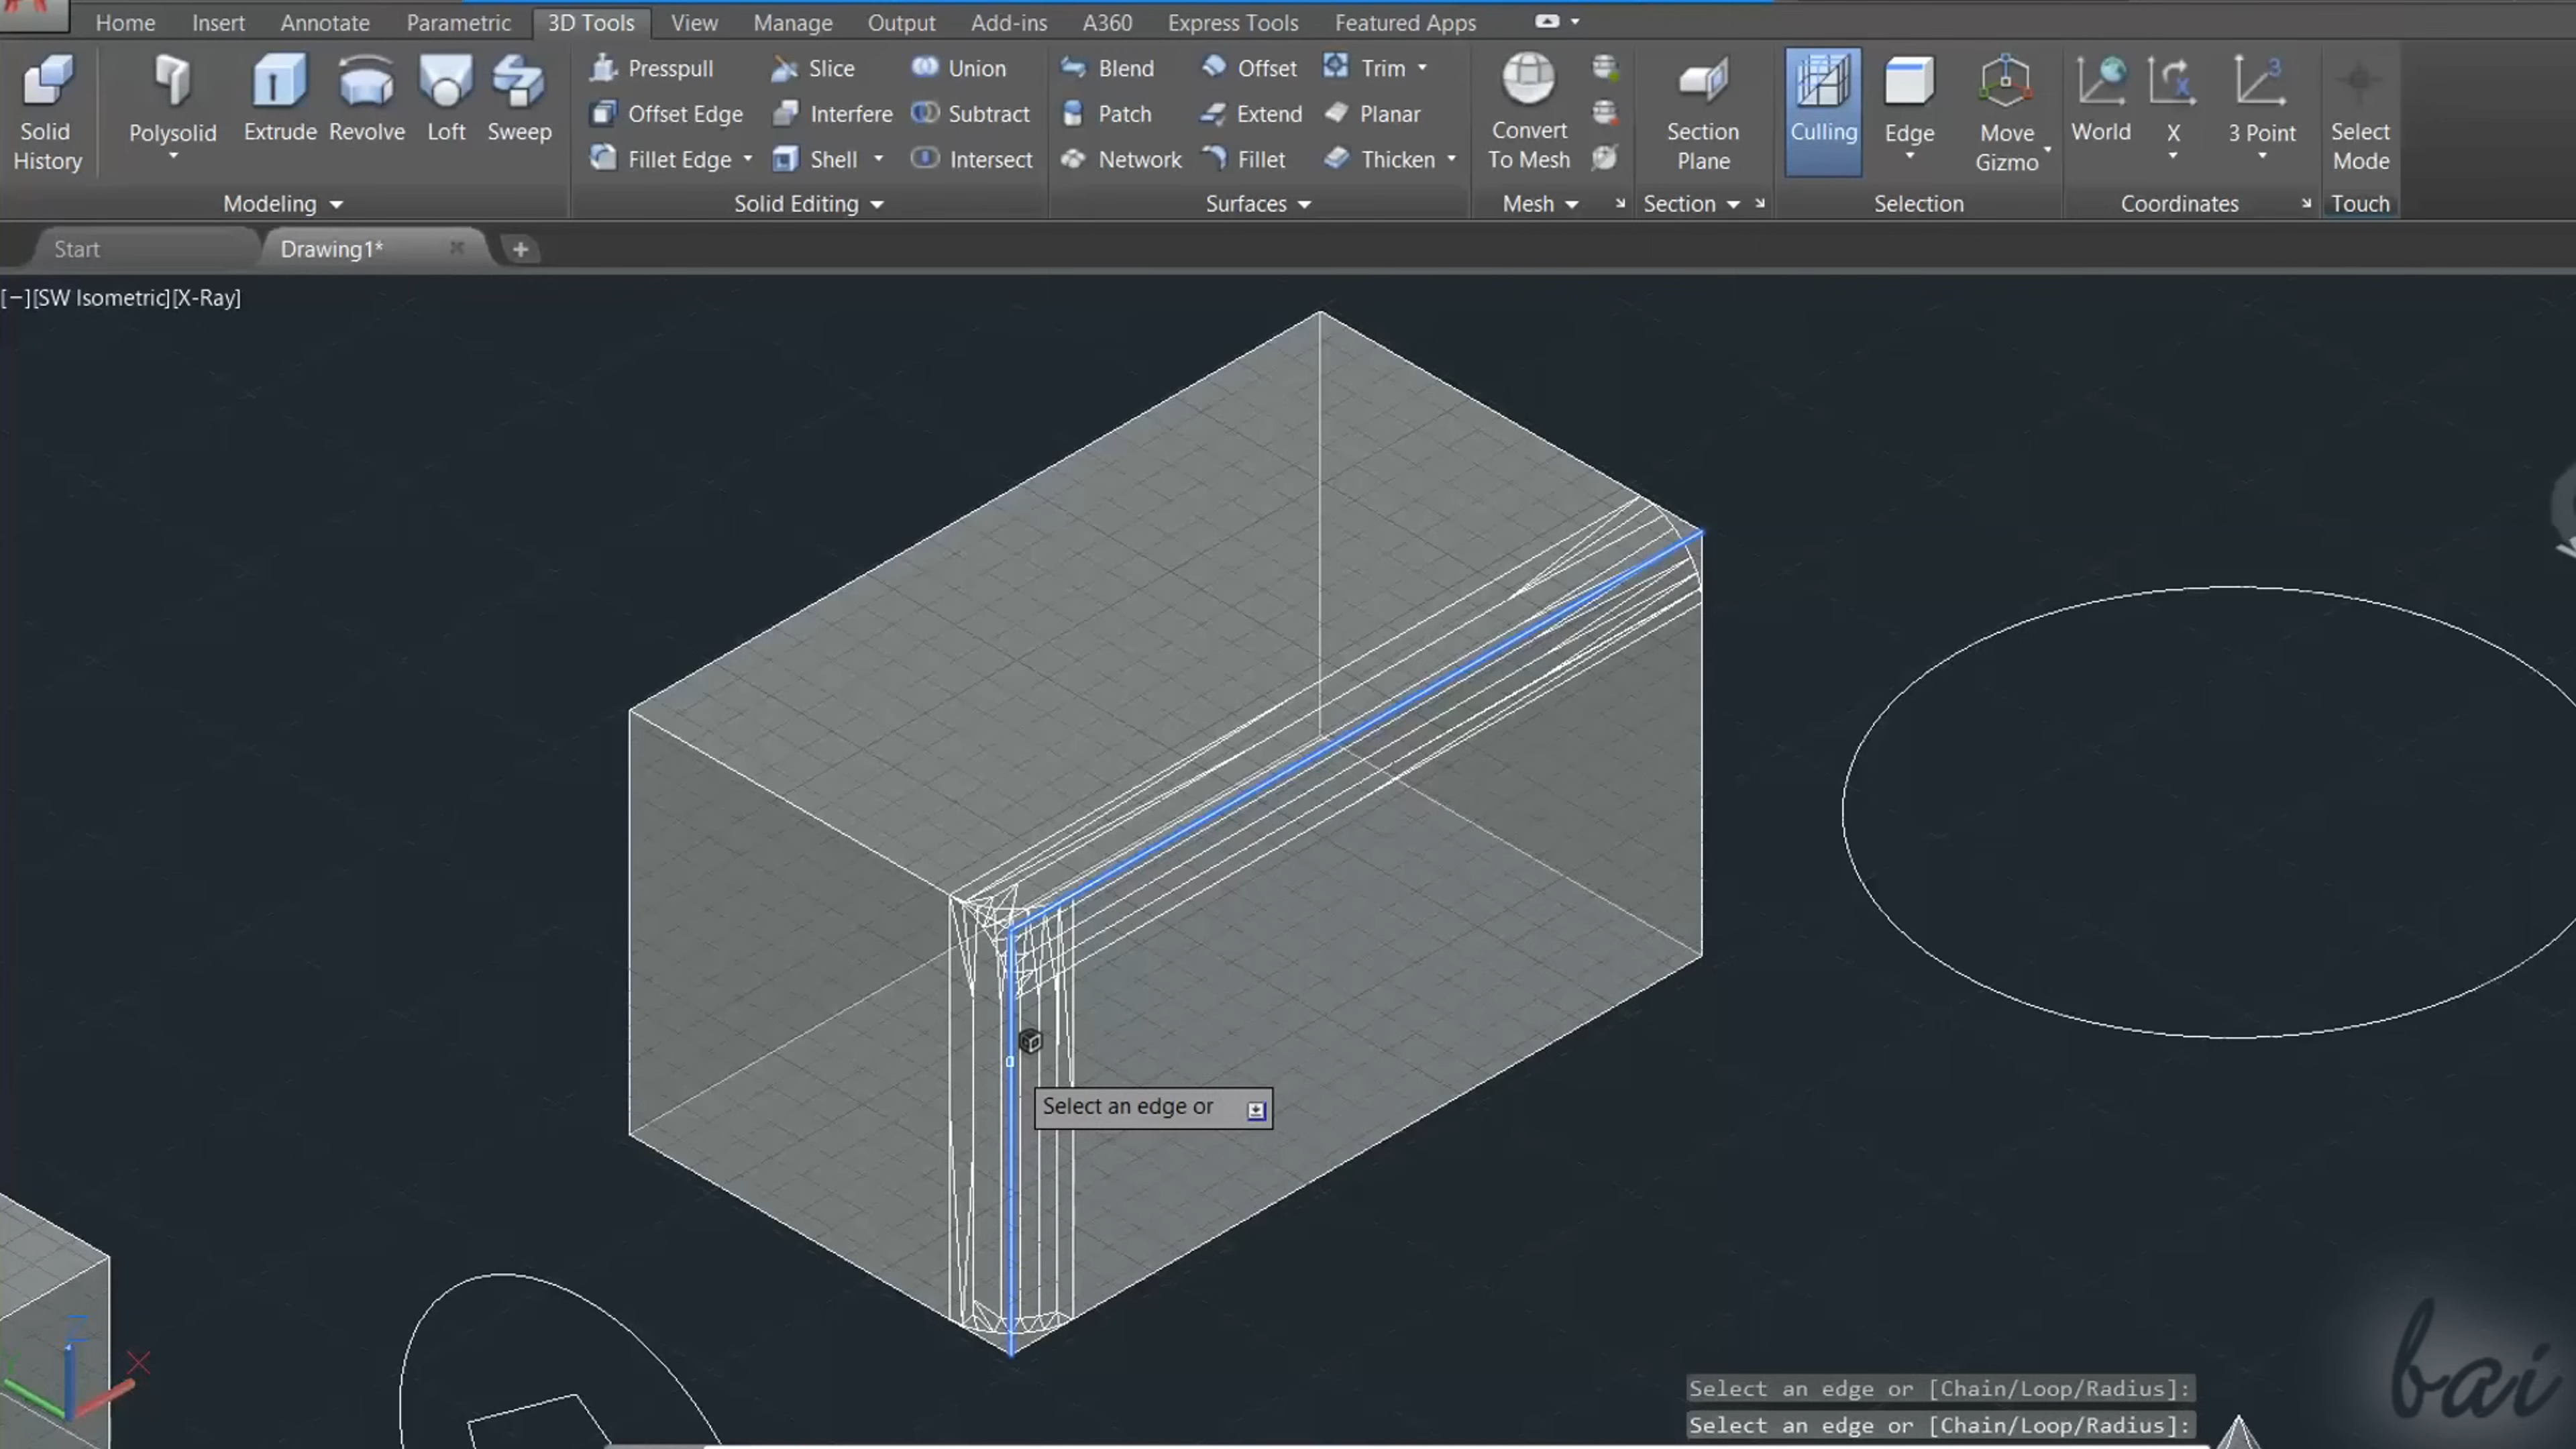 Home Insert Annotate Parametric 3D Tools View Manage Output Add-ins A360 Express Tools Featured Apps
Solid History
Polysolid
Extrude
Revolve
Loft
Sweep
Modeling
Presspull
Offset Edge
Fillet Edge
Slice
Interfere
Shell
Union
Subtract
Intersect
Solid Editing
Blend
Patch
Network
Offset
Extend
Fillet
Trim
Planar
Thicken
Surfaces
Convert To Mesh
Mesh
Section Plane
Section
Culling
Edge
Move Gizmo
Selection
World
X
3 Point
Coordinates
Select Mode
Touch
Start Drawing1*
[−][SW Isometric][X-Ray]
Select an edge or
Z
Y
X
Select an edge or [Chain/Loop/Radius]:
Select an edge or [Chain/Loop/Radius]:
bai